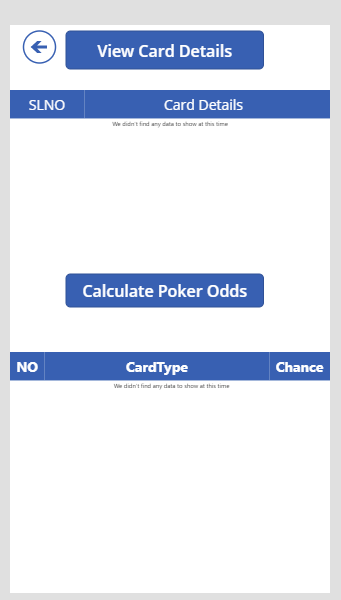 View Card Details
SLNO Card Details
We didn't find any data to show at this time
Calculate Poker Odds
NO CardType Chance
We didn't find any data to show at this time